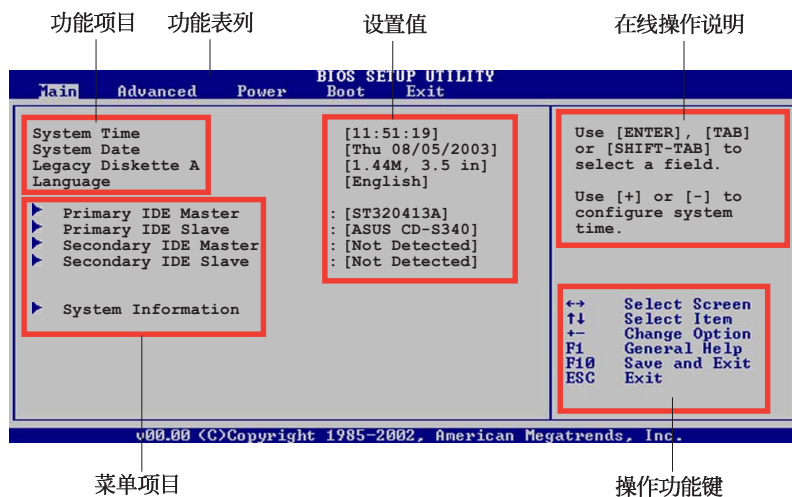 功能项目 功能表列 设置值 在线操作说明
BIOS SETUP UTILITY
Main Advanced Power Boot Exit
System Time [11:51:19]
System Date [Thu 08/05/2003]
Legacy Diskette A [1.44M, 3.5 in]
Language [English]
Primary IDE Master : [ST320413A]
Primary IDE Slave : [ASUS CD-S340]
Secondary IDE Master : [Not Detected]
Secondary IDE Slave : [Not Detected]
System Information
Use [ENTER], [TAB]
or [SHIFT-TAB] to
select a field.
Use [+] or [-] to
configure system
time.
↔ Select Screen
↑↓ Select Item
+- Change Option
F1 General Help
F10 Save and Exit
ESC Exit
v00.00 (C)Copyright 1985-2002, American Megatrends, Inc.
菜单项目 操作功能键